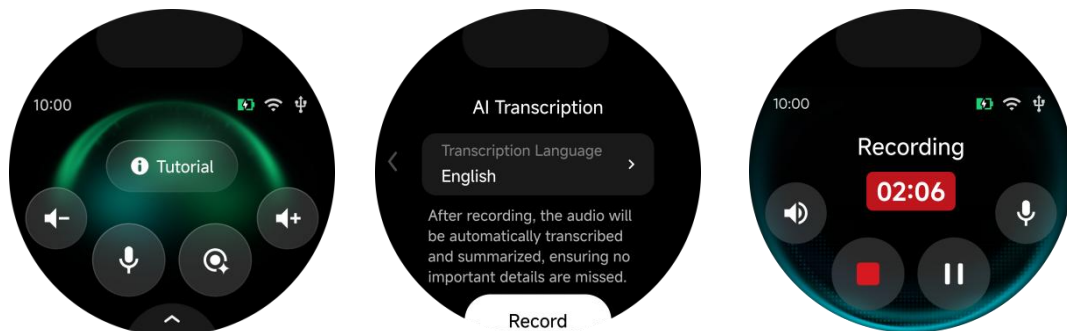 10:00
Tutorial
AI Transcription
Transcription Language
English
After recording, the audio will
be automatically transcribed
and summarized, ensuring no
important details are missed.
Record
10:00
Recording
02:06